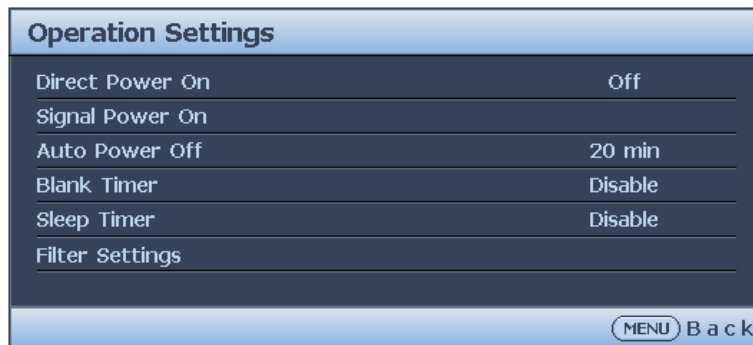 Operation Settings
Direct Power On Off
Signal Power On
Auto Power Off 20 min
Blank Timer Disable
Sleep Timer Disable
Filter Settings
MENU Back